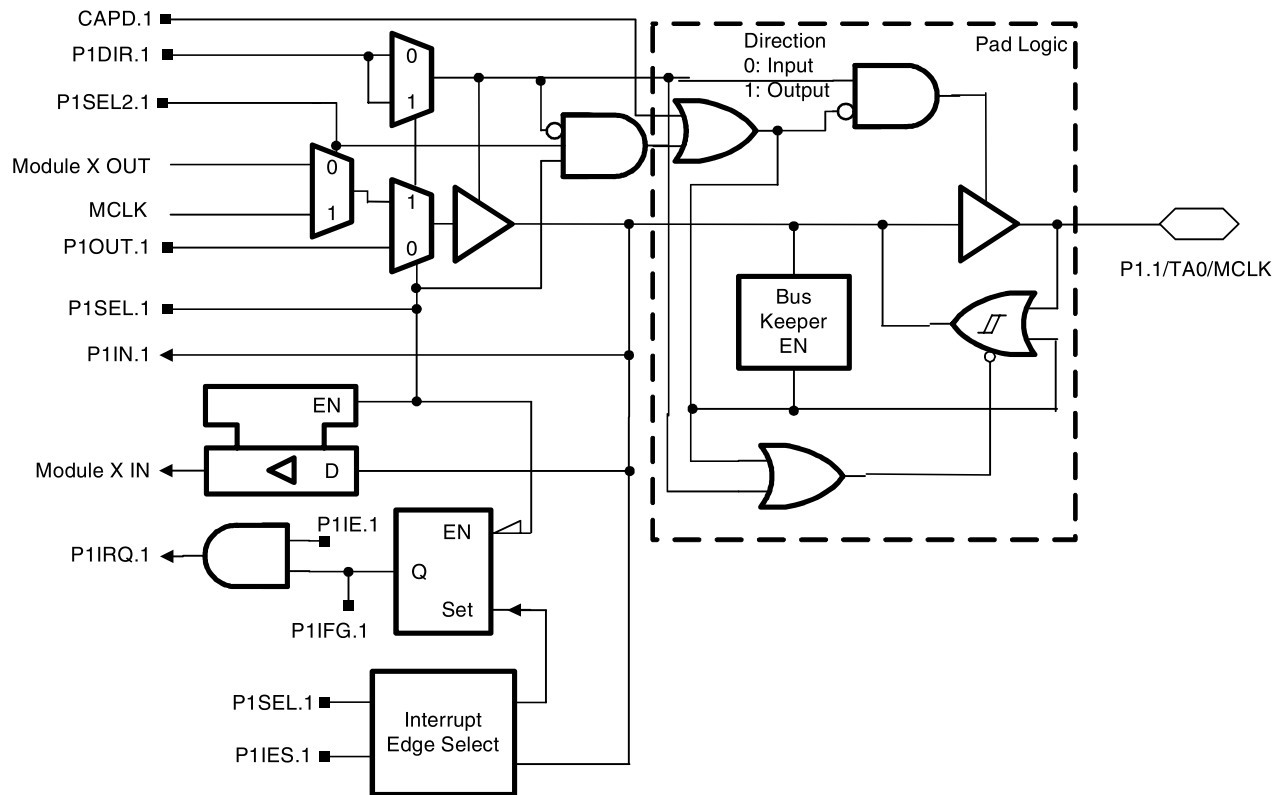 CAPD.1
P1DIR.1
P1SEL2.1
Module X OUT
MCLK
P1OUT.1
P1SEL.1
P1IN.1
Module X IN
P1IRQ.1
0
1
0
1
1
0
EN
D
P1IE.1
P1IFG.1
EN
Q
Set
P1SEL.1
P1IES.1
Interrupt
Edge Select
Direction
0: Input
1: Output
Pad Logic
Bus
Keeper
EN
P1.1/TA0/MCLK